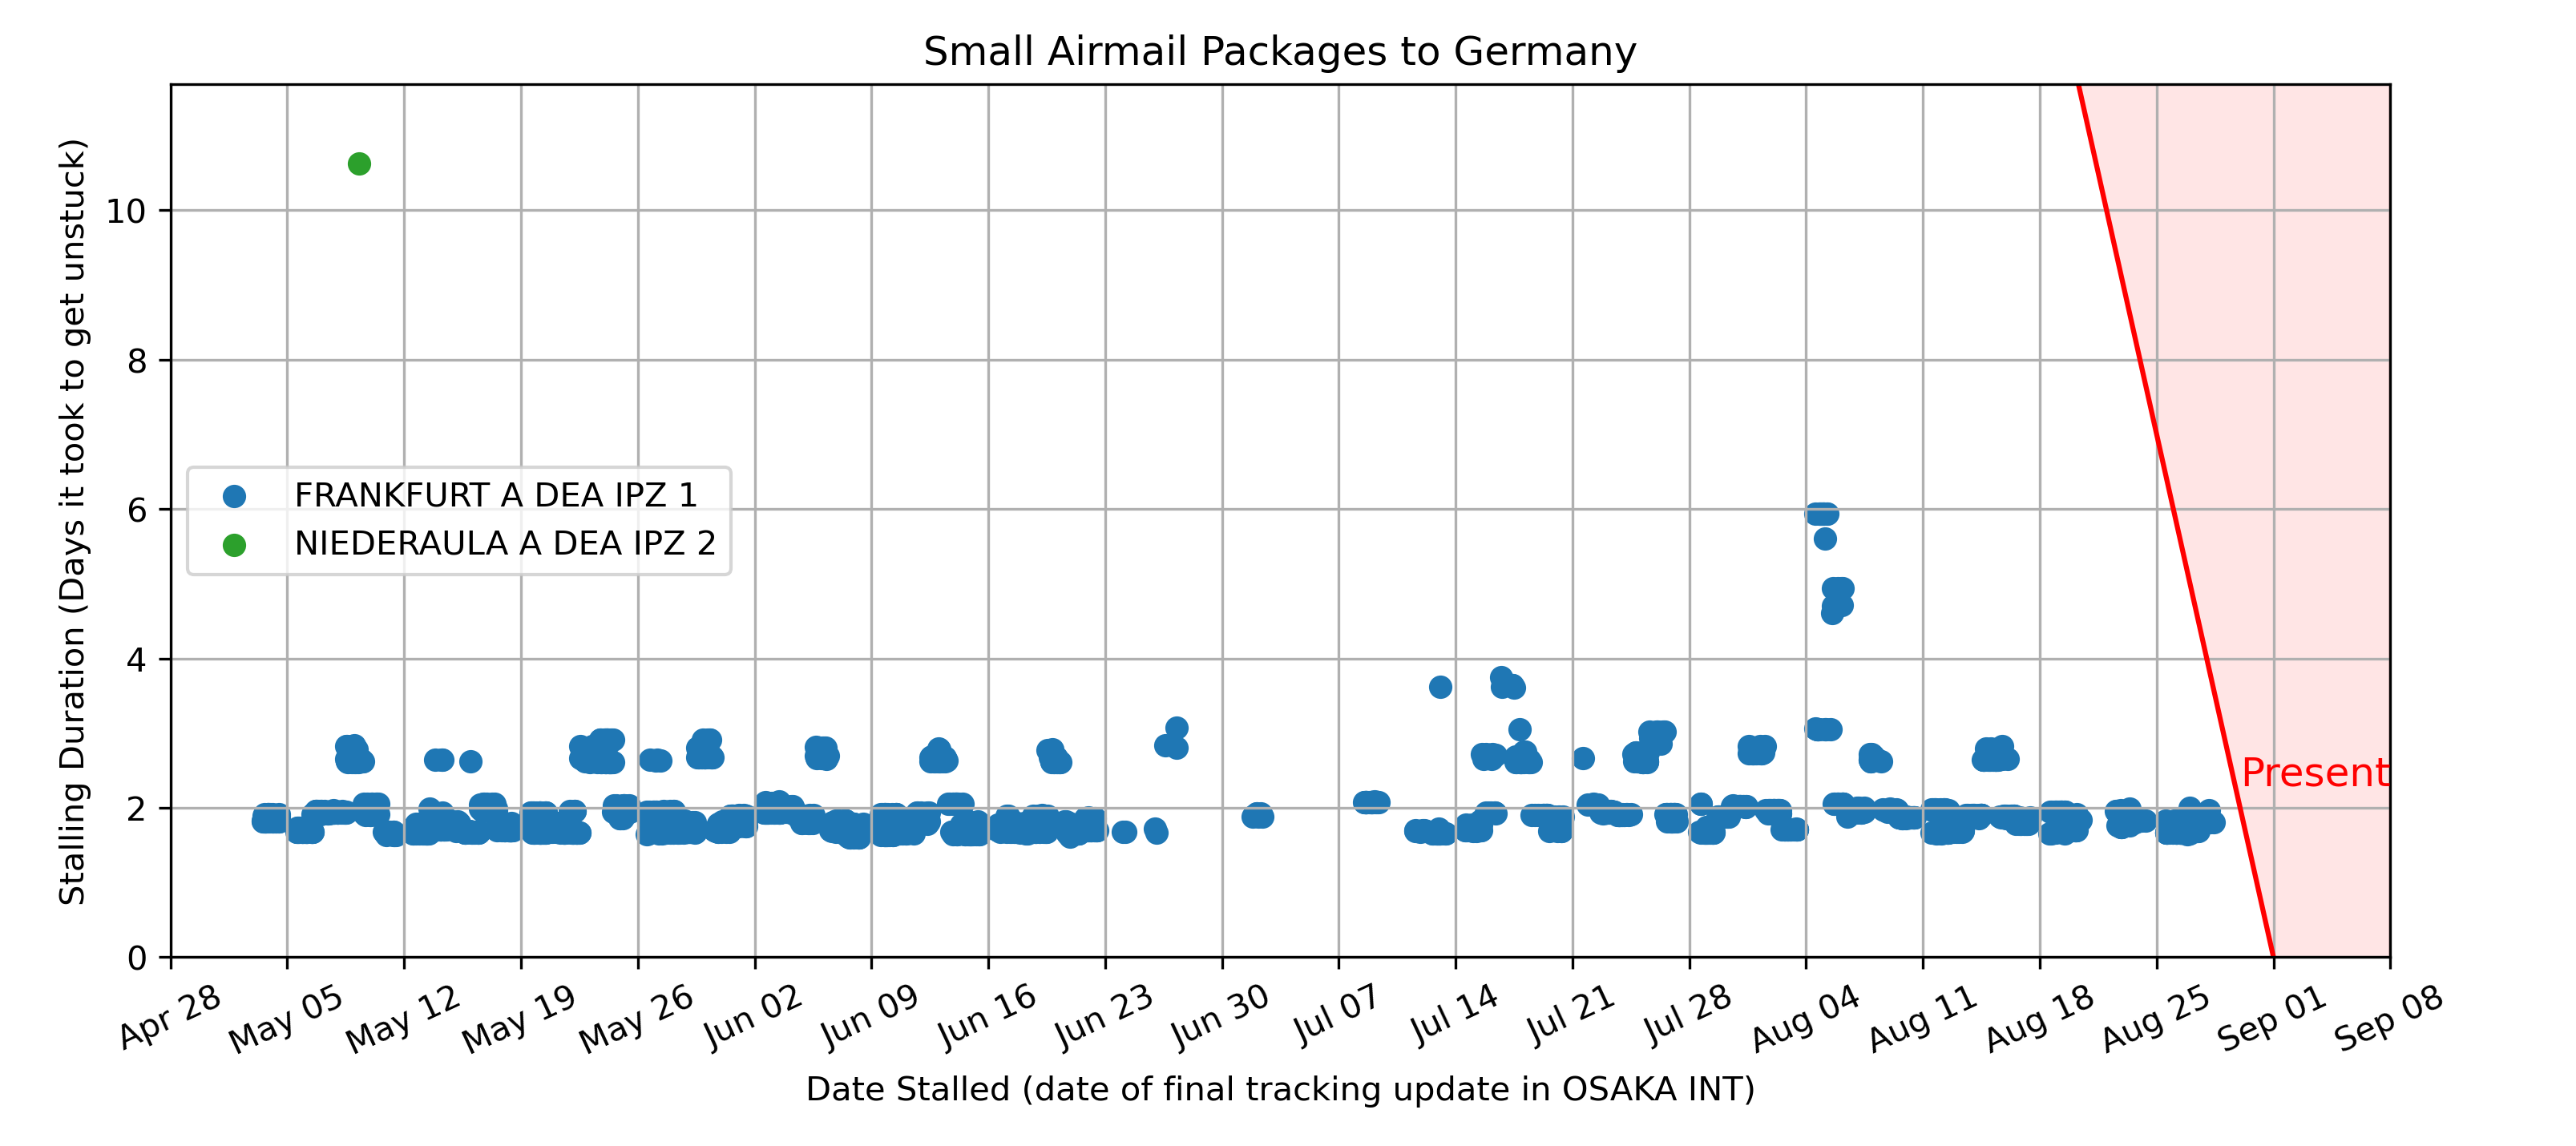 Small Airmail Packages to Germany
Stalling Duration (Days it took to get unstuck)
10
8
6
4
2
0
FRANKFURT A DEA IPZ 1
NIEDERAULA A DEA IPZ 2
Present
Apr 28
May 05
May 12
May 19
May 26
Jun 02
Jun 09
Jun 16
Jun 23
Jun 30
Jul 07
Jul 14
Jul 21
Jul 28
Aug 04
Aug 11
Aug 18
Aug 25
Sep 01
Sep 08
Date Stalled (date of final tracking update in OSAKA INT)